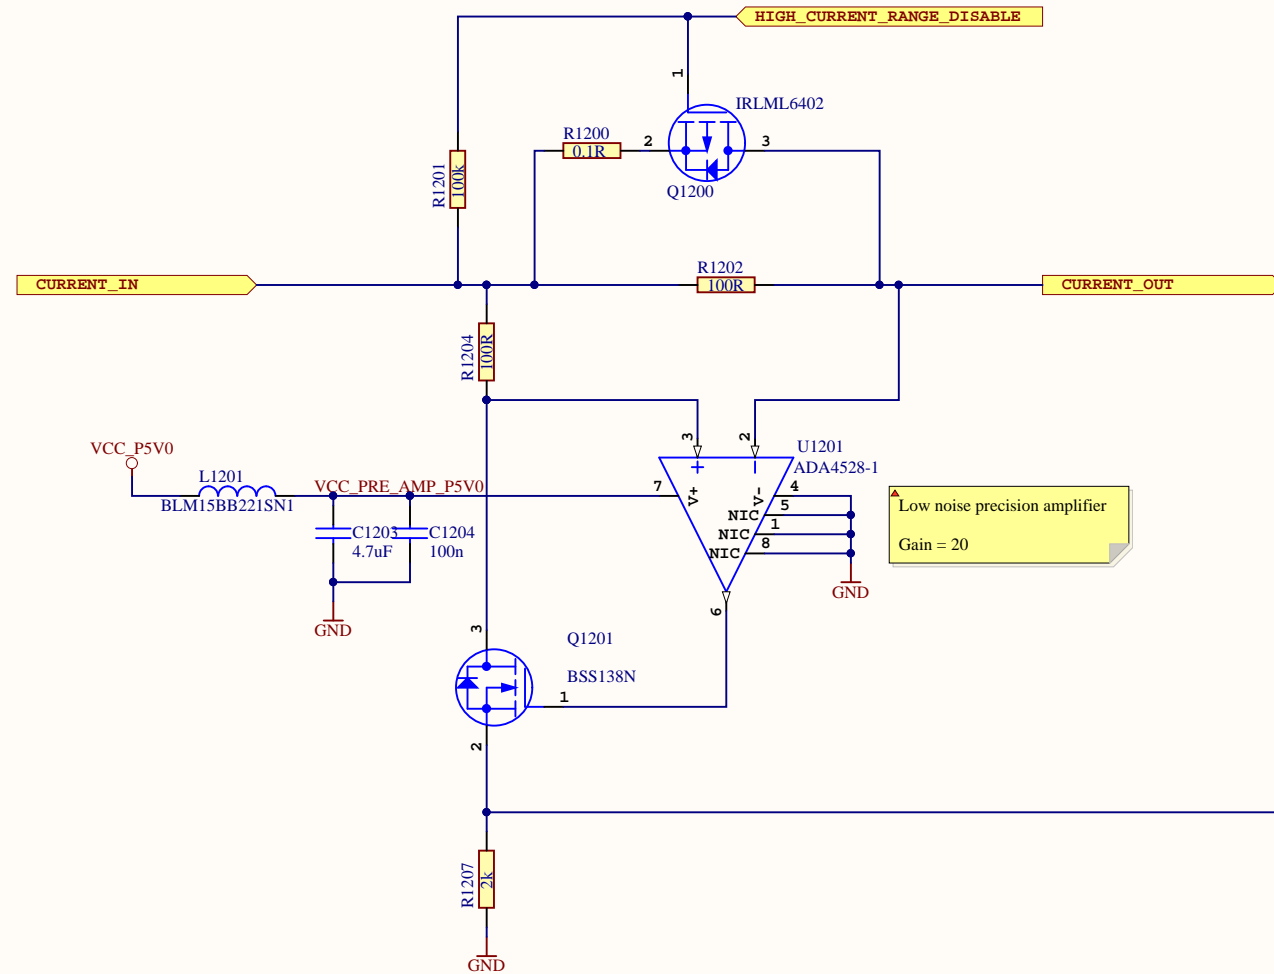 HIGH_CURRENT_RANGE_DISABLE
1
IRLML6402
R1200
0.1R
2
3
Q1200
R1201
100k
CURRENT_IN
R1202
100R
CURRENT_OUT
R1204
100R
VCC_P5V0
L1201
BLM15BB221SN1
VCC_PRE_AMP_P5V0
C1203
4.7uF
C1204
100n
GND
3
2
U1201
ADA4528-1
+
-
7
V+
V-
4
NIC
5
NIC
1
NIC
8
6
GND
Low noise precision amplifier
Gain = 20
3
Q1201
BSS138N
1
2
R1207
2k
GND